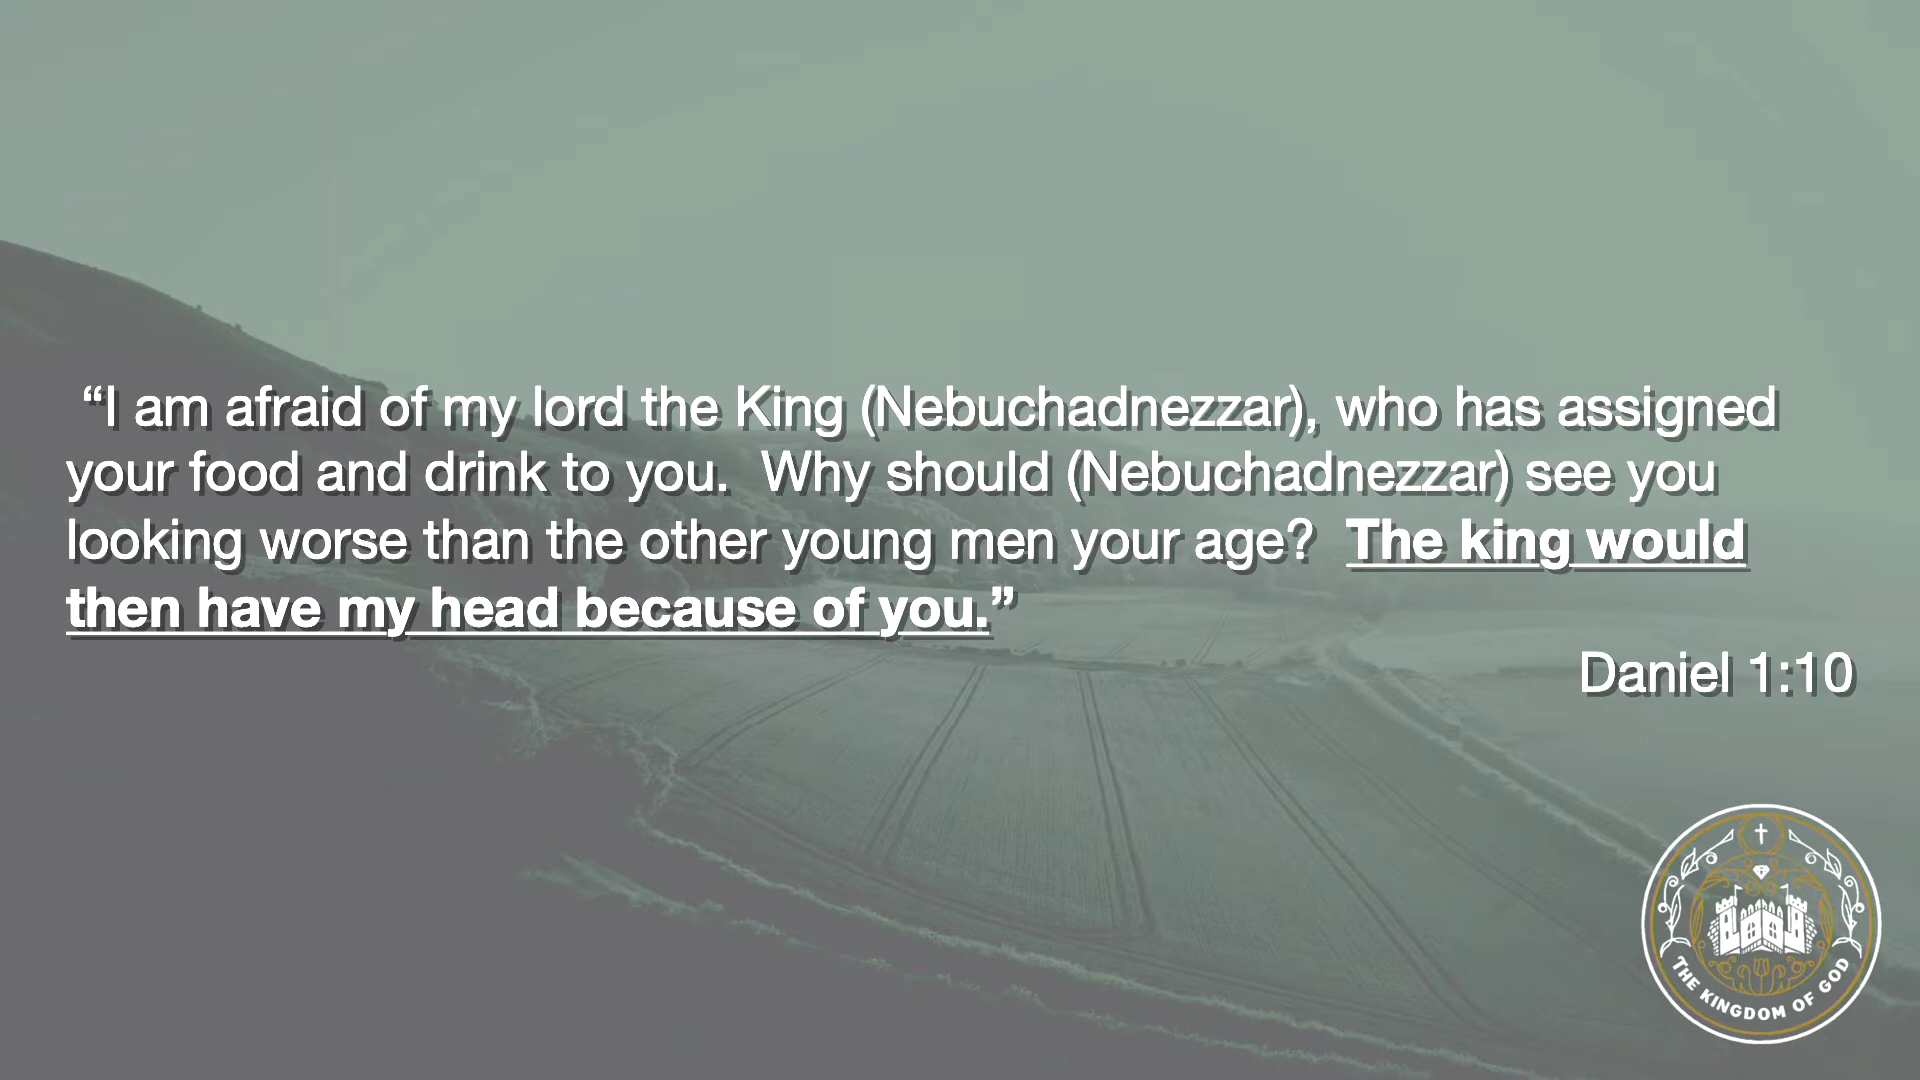 “I am afraid of my lord the King (Nebuchadnezzar), who has assigned
your food and drink to you.  Why should (Nebuchadnezzar) see you
looking worse than the other young men your age?  The king would
then have my head because of you.”
Daniel 1:10
THE KINGDOM OF GOD